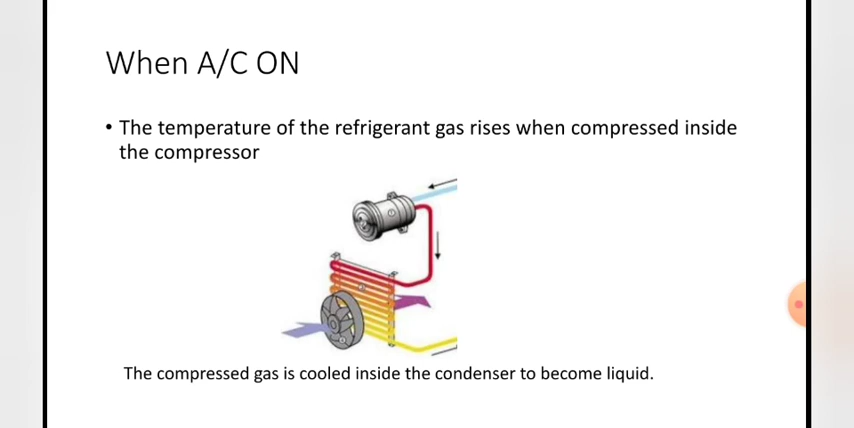 When A/C ON
• The temperature of the refrigerant gas rises when compressed inside
the compressor
The compressed gas is cooled inside the condenser to become liquid.